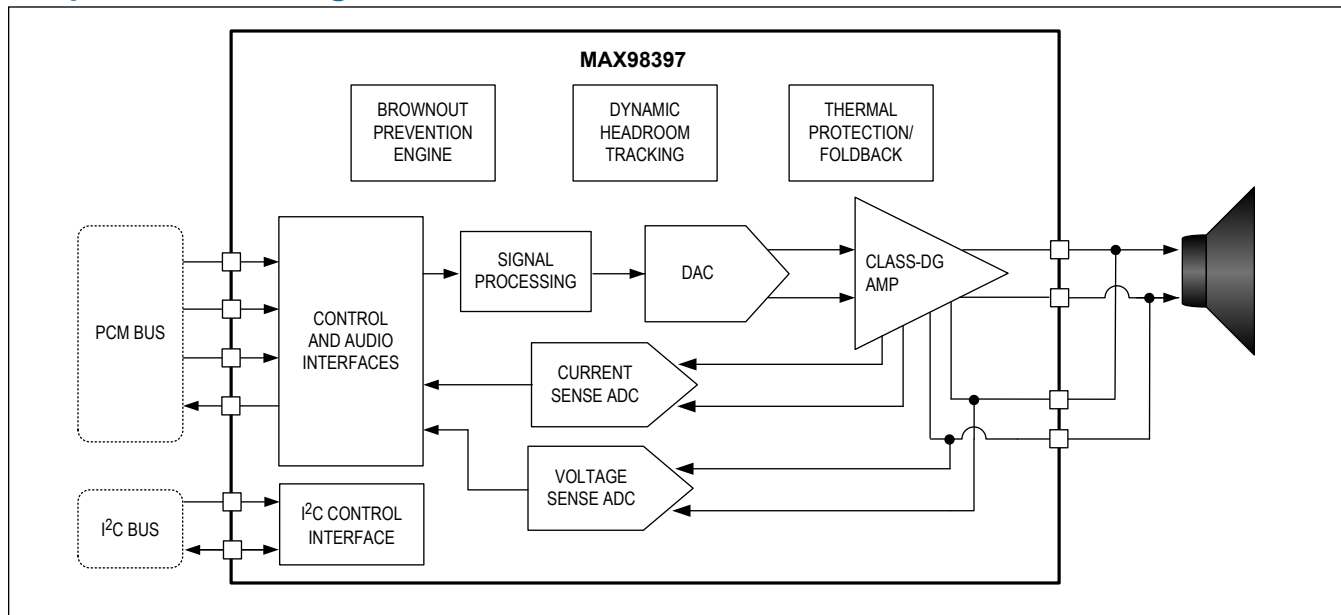 MAX98397
BROWNOUT
PREVENTION
ENGINE
DYNAMIC
HEADROOM
TRACKING
THERMAL
PROTECTION/
FOLDBACK
PCM BUS
CONTROL
AND AUDIO
INTERFACES
SIGNAL
PROCESSING
DAC
CLASS-DG
AMP
CURRENT
SENSE ADC
VOLTAGE
SENSE ADC
I²C BUS
I²C CONTROL
INTERFACE